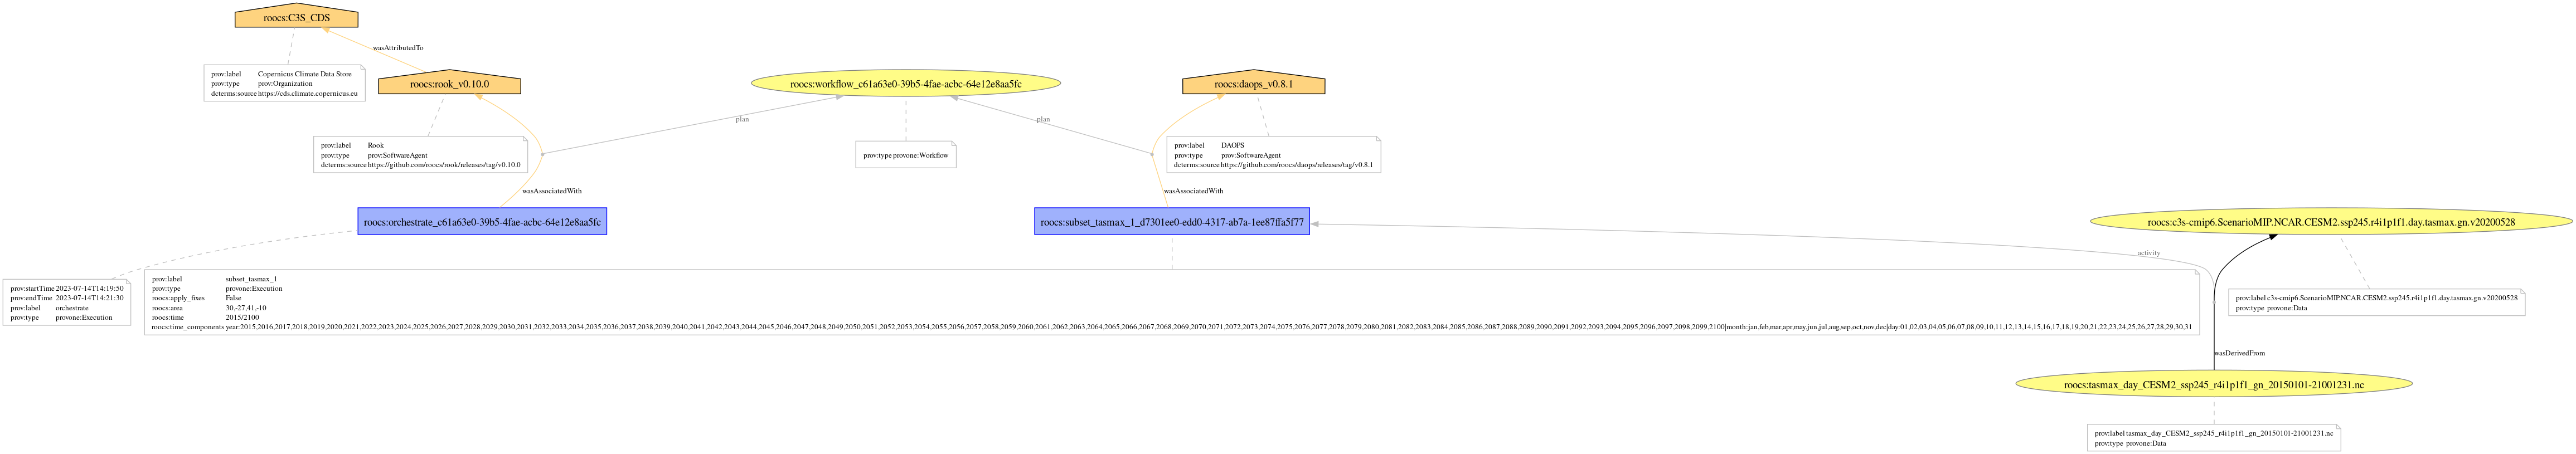 roocs:C3S_CDS
wasAttributedTo
prov:label Copernicus Climate Data Store
prov:type prov:Organization
dcterms:source https://cds.climate.copernicus.eu
roocs:rook_v0.10.0
roocs:workflow_c61a63e0-39b5-4fae-acbc-64e12e8aa5fc
roocs:daops_v0.8.1
plan
plan
prov:label Rook
prov:type prov:SoftwareAgent
dcterms:source https://github.com/roocs/rook/releases/tag/v0.10.0
prov:type provone:Workflow
prov:label DAOPS
prov:type prov:SoftwareAgent
dcterms:source https://github.com/roocs/daops/releases/tag/v0.8.1
wasAssociatedWith
wasAssociatedWith
roocs:orchestrate_c61a63e0-39b5-4fae-acbc-64e12e8aa5fc
roocs:subset_tasmax_1_d7301ee0-edd0-4317-ab7a-1ee87ffa5f77
roocs:c3s-cmip6.ScenarioMIP.NCAR.CESM2.ssp245.r4i1p1f1.day.tasmax.gn.v20200528
activity
prov:startTime 2023-07-14T14:19:50
prov:endTime 2023-07-14T14:21:30
prov:label orchestrate
prov:type provone:Execution
prov:label subset_tasmax_1
prov:type provone:Execution
roocs:apply_fixes False
roocs:area 30,-27,41,-10
roocs:time 2015/2100
roocs:time_components year:2015,2016,2017,2018,2019,2020,2021,2022,2023,2024,2025,2026,2027,2028,2029,2030,2031,2032,2033,2034,2035,2036,2037,2038,2039,2040,2041,2042,2043,2044,2045,2046,2047,2048,2049,2050,2051,2052,2053,2054,2055,2056,2057,2058,2059,2060,2061,2062,2063,2064,2065,2066,2067,2068,2069,2070,2071,2072,2073,2074,2075,2076,2077,2078,2079,2080,2081,2082,2083,2084,2085,2086,2087,2088,2089,2090,2091,2092,2093,2094,2095,2096,2097,2098,2099,2100|month:jan,feb,mar,apr,may,jun,jul,aug,sep,oct,nov,dec|day:01,02,03,04,05,06,07,08,09,10,11,12,13,14,15,16,17,18,19,20,21,22,23,24,25,26,27,28,29,30,31
prov:label c3s-cmip6.ScenarioMIP.NCAR.CESM2.ssp245.r4i1p1f1.day.tasmax.gn.v20200528
prov:type provone:Data
wasDerivedFrom
roocs:tasmax_day_CESM2_ssp245_r4i1p1f1_gn_20150101-21001231.nc
prov:label tasmax_day_CESM2_ssp245_r4i1p1f1_gn_20150101-21001231.nc
prov:type provone:Data